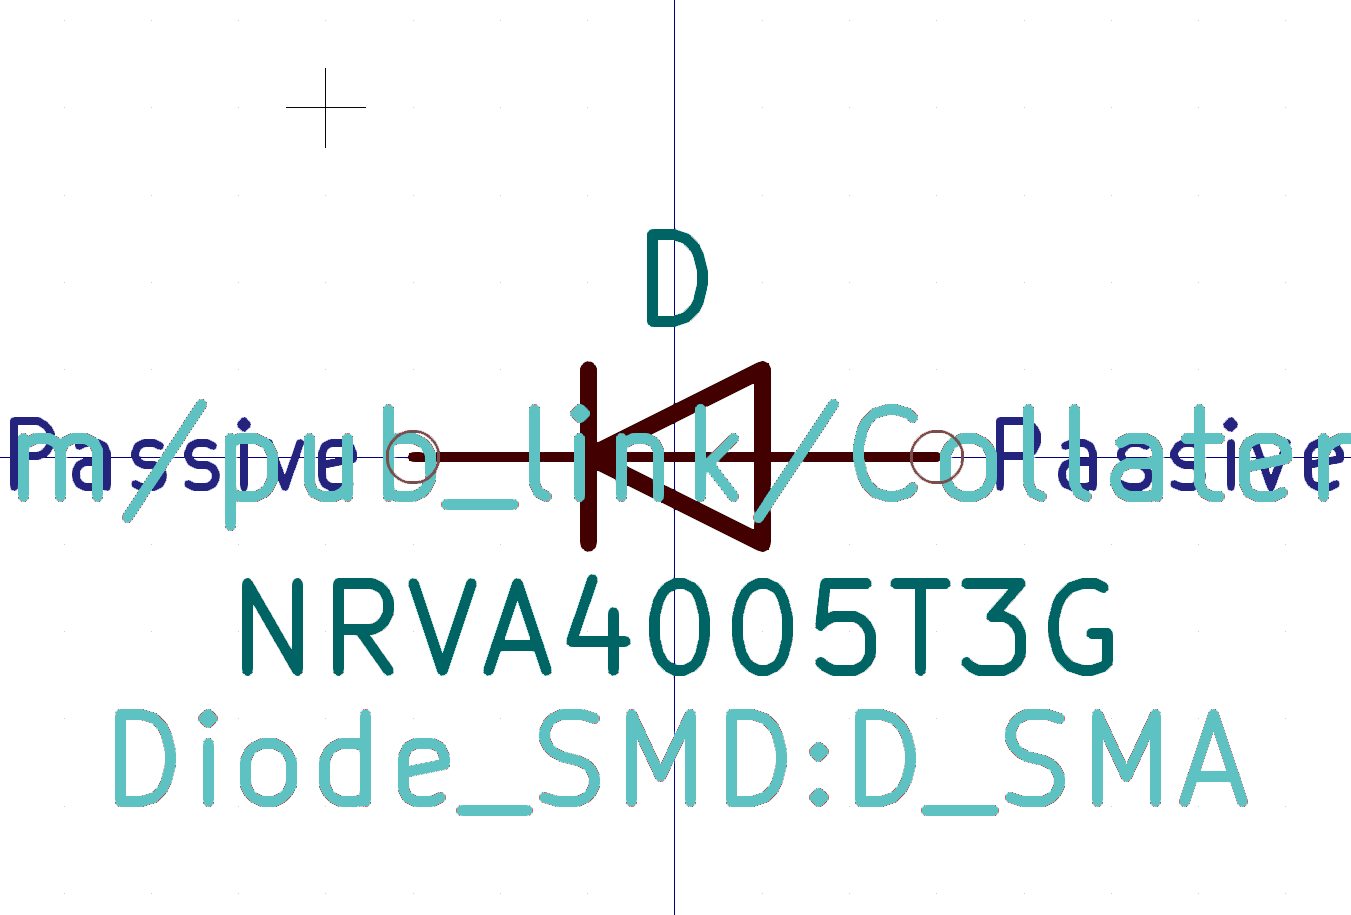 D
Passive
m/pub_link/Collater
Passive
NRVA4005T3G
Diode_SMD:D_SMA